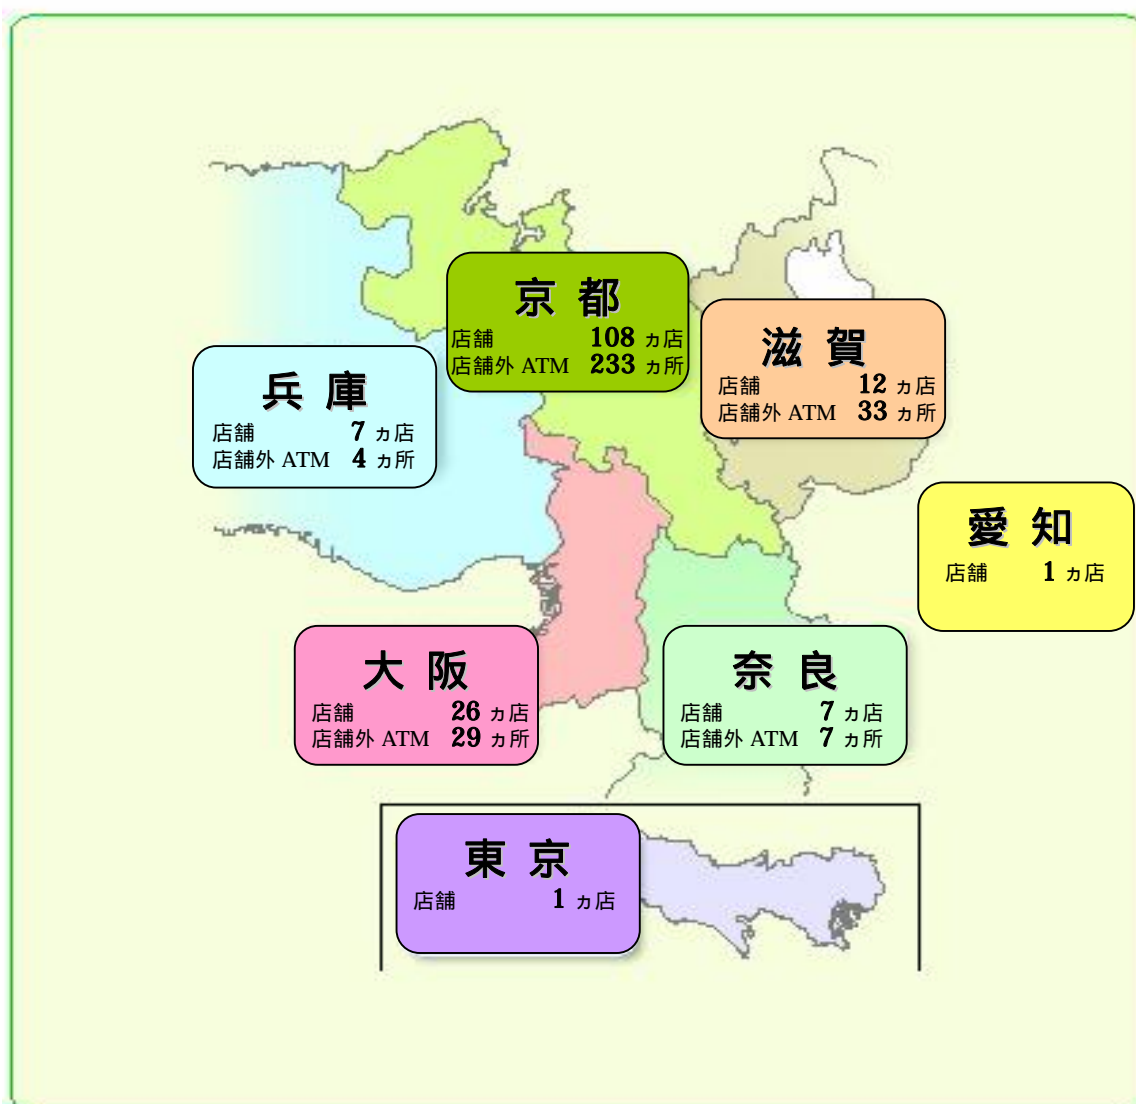 京都
店舗 108 ヵ店
店舗外 ATM 233 ヵ所
滋賀
店舗 12 ヵ店
店舗外 ATM 33 ヵ所
兵庫
店舗 7 ヵ店
店舗外 ATM 4 ヵ所
愛知
店舗 1 ヵ店
大阪
店舗 26 ヵ店
店舗外 ATM 29 ヵ所
奈良
店舗 7 ヵ店
店舗外 ATM 7 ヵ所
東京
店舗 1 ヵ店